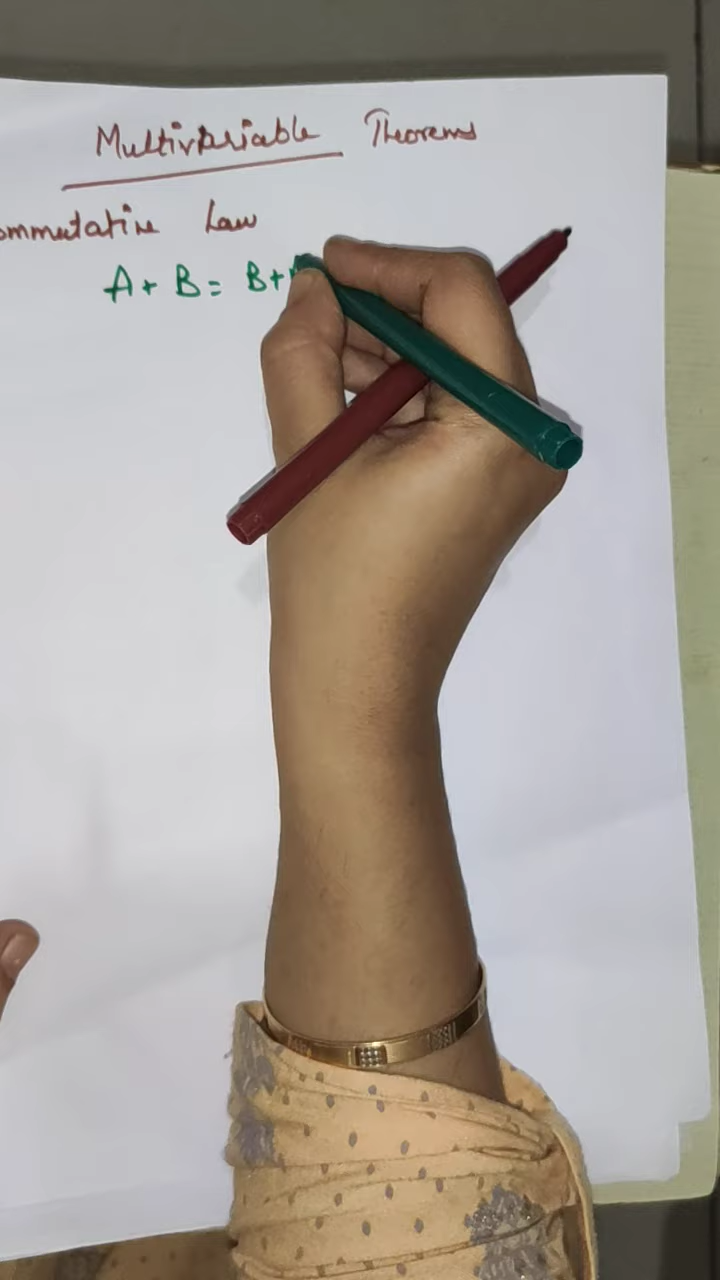 Multivariable Theorems
ommutative Law
A + B = B +